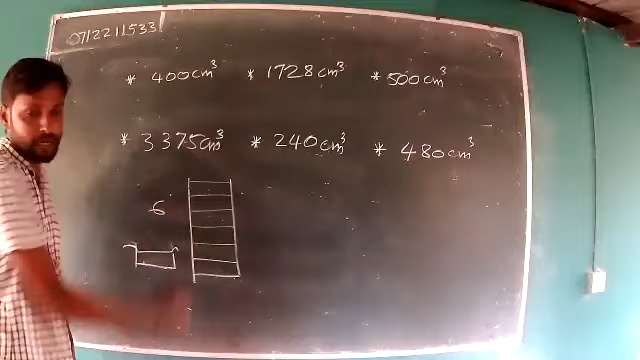 0712211533
* 400cm³ * 1728cm³ * 500cm³
* 3375cm³ * 240cm³ * 480cm³
6